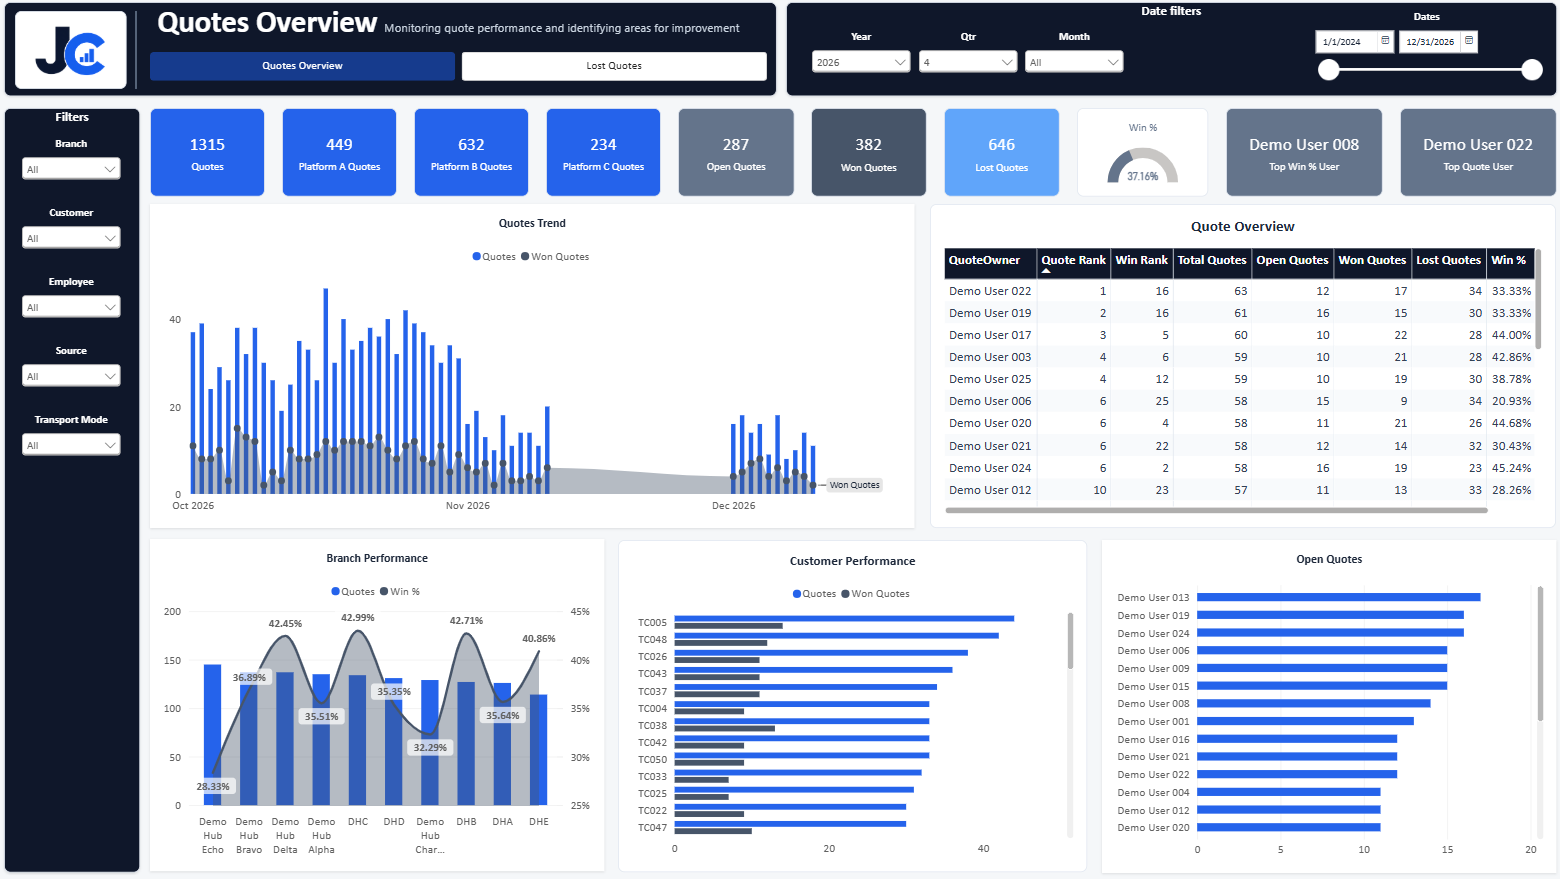 JC
Quotes Overview Monitoring quote performance and identifying areas for improvement
Quotes Overview
Lost Quotes
Date filters
Year
Qtr
Month
Dates
2026
4
All
1/1/2024
12/31/2026
Filters
Branch
All
Customer
All
Employee
All
Source
All
Transport Mode
All
1315
Quotes
449
Platform A Quotes
632
Platform B Quotes
234
Platform C Quotes
287
Open Quotes
382
Won Quotes
646
Lost Quotes
Win %
37.16%
Demo User 008
Top Win % User
Demo User 022
Top Quote User
Quotes Trend
Quotes Won Quotes
40
20
0
Oct 2026 Nov 2026 Dec 2026
Won Quotes
Quote Overview
QuoteOwner Quote Rank Win Rank Total Quotes Open Quotes Won Quotes Lost Quotes Win %
Demo User 022 1 16 63 12 17 34 33.33%
Demo User 019 2 16 61 16 15 30 33.33%
Demo User 017 3 5 60 10 22 28 44.00%
Demo User 003 4 6 59 10 21 28 42.86%
Demo User 025 4 12 59 10 19 30 38.78%
Demo User 006 6 25 58 15 9 34 20.93%
Demo User 020 6 4 58 11 21 26 44.68%
Demo User 021 6 22 58 12 14 32 30.43%
Demo User 024 6 2 58 16 19 23 45.24%
Demo User 012 10 23 57 11 13 33 28.26%
Branch Performance
Quotes Win %
200
150
100
50
0
45%
40%
35%
30%
25%
28.33%
36.89%
42.45%
35.51%
42.99%
35.35%
32.29%
42.71%
35.64%
40.86%
Demo Hub Echo
Demo Hub Bravo
Demo Hub Delta
Demo Hub Alpha
DHC
DHD
Demo Hub Char...
DHB
DHA
DHE
Customer Performance
Quotes Won Quotes
TC005
TC048
TC026
TC043
TC037
TC004
TC038
TC042
TC050
TC033
TC025
TC022
TC047
0 20 40
Open Quotes
Demo User 013
Demo User 019
Demo User 024
Demo User 006
Demo User 009
Demo User 015
Demo User 008
Demo User 001
Demo User 016
Demo User 021
Demo User 022
Demo User 004
Demo User 012
Demo User 020
0 5 10 15 20